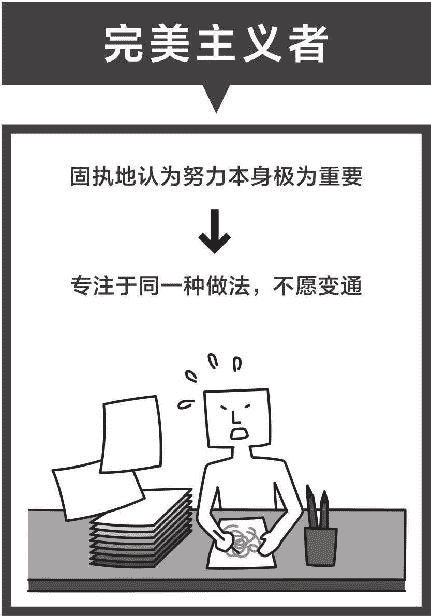 完美主义者
固执地认为努力本身极为重要
专注于同一种做法，不愿变通